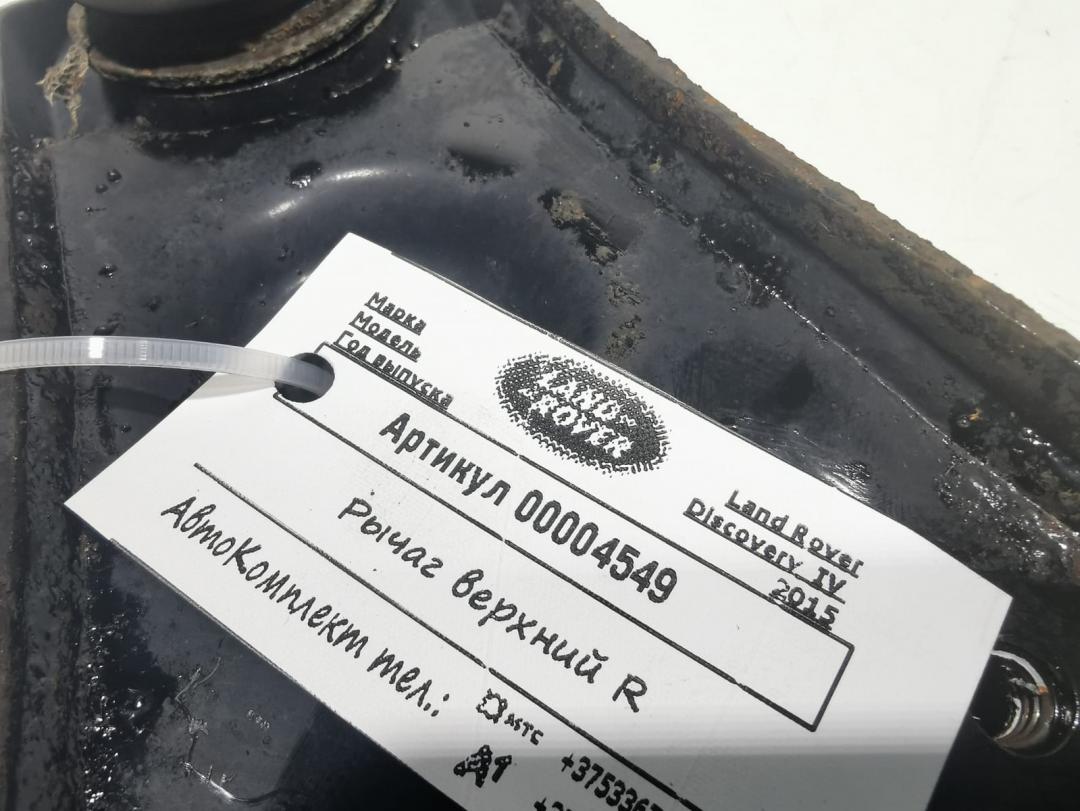 Марка
Модель
Год выпуска
LAND-
ROVER
Land Rover
Discovery IV
2015
Артикул 00004549
Рычаг верхний R
АвтоКомплект тел.:
мтс
A1